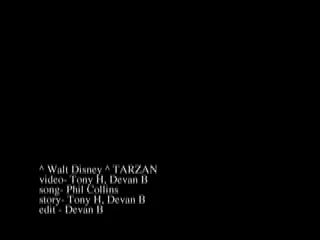 ^ Walt Disney ^ TARZAN
video- Tony H, Devan B
song- Phil Collins
story- Tony H, Devan B
edit - Devan B